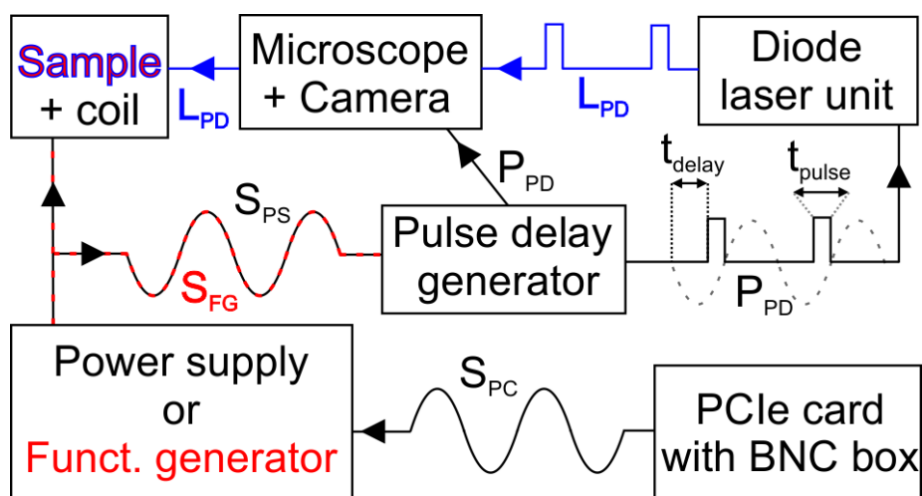 Sample
+ coil
L_PD
Microscope
+ Camera
L_PD
Diode
laser unit
P_PD
t_delay
t_pulse
S_PS
S_FG
Pulse delay
generator
P_PD
Power supply
or
Funct. generator
S_PC
PCIe card
with BNC box